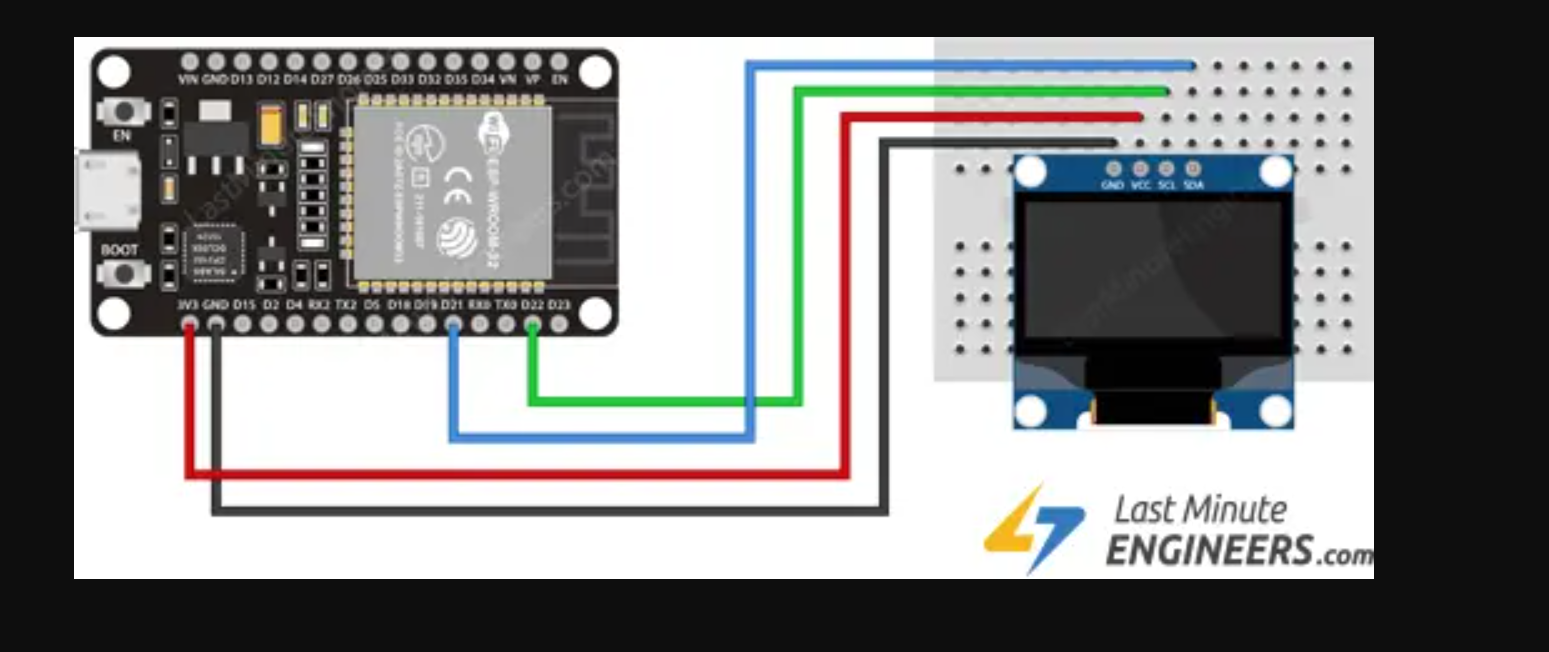 VIN GND D13 D12 D14 D27 D26 D25 D33 D32 D35 D34 VN VP EN
EN
WiFi ESP-WROOM-32
CE
BOOT
3V3 GND D15 D2 D4 RX2 TX2 D5 D18 D19 D21 RX0 TX0 D22 D23
GND VCC SCL SDA
Last Minute
ENGINEERS.com